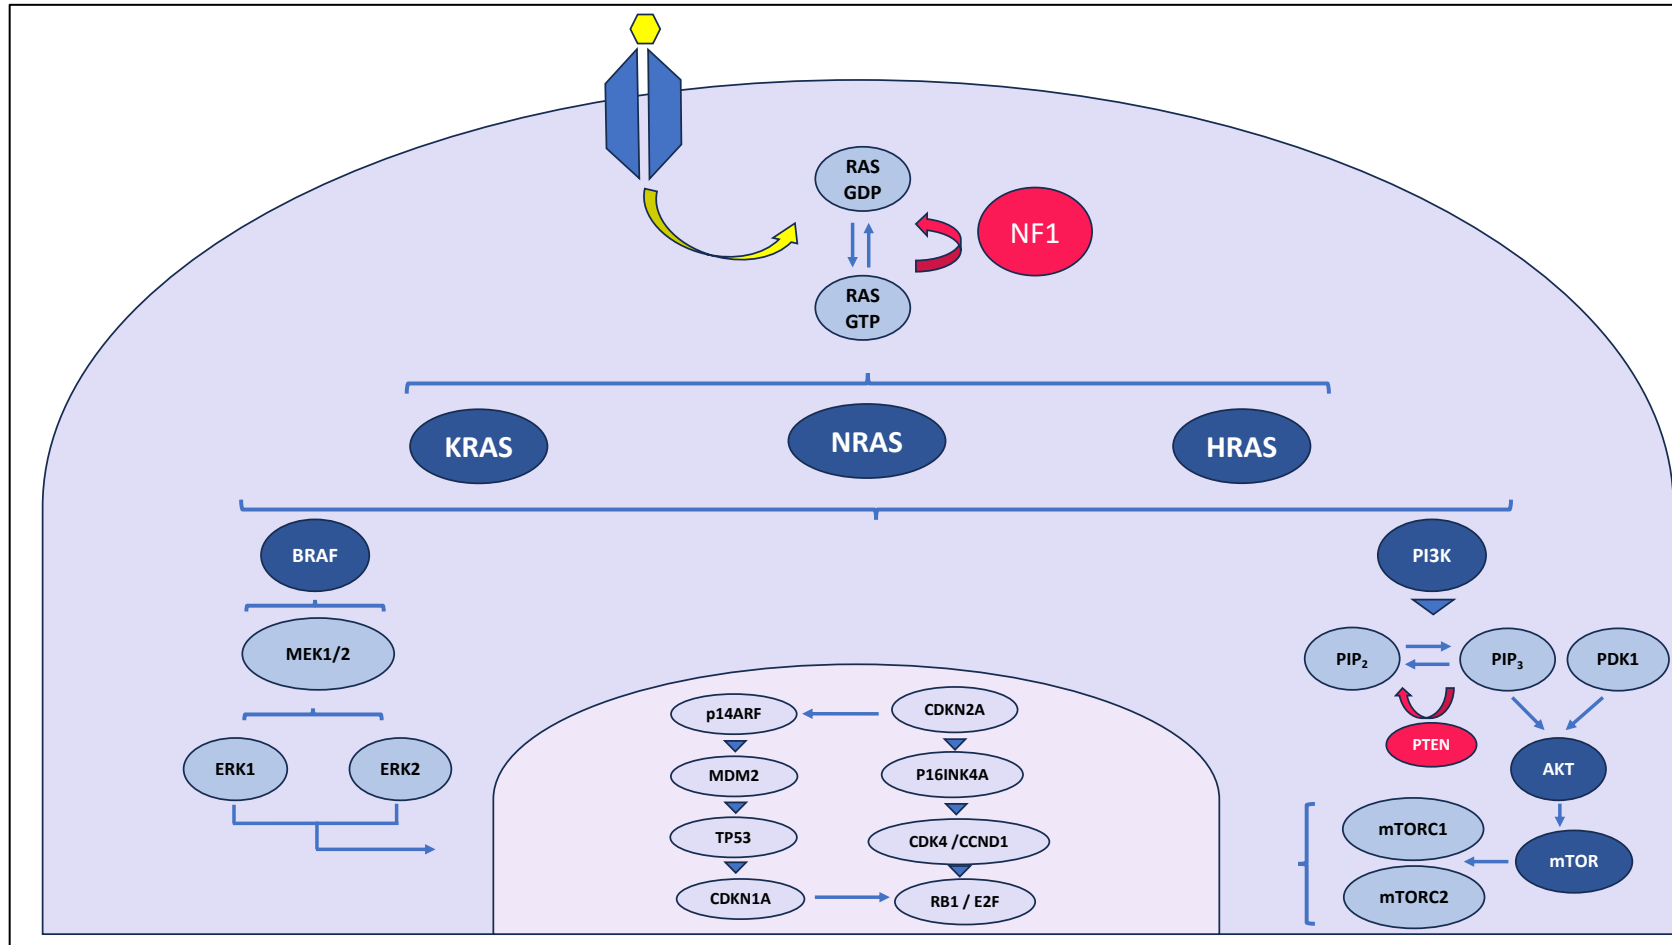 RAS
GDP
NF1
RAS
GTP
KRAS
NRAS
HRAS
BRAF
PI3K
MEK1/2
PIP₂
PIP₃
PDK1
p14ARF
CDKN2A
PTEN
ERK1
ERK2
MDM2
P16INK4A
AKT
TP53
CDK4 /CCND1
mTORC1
mTOR
CDKN1A
RB1 / E2F
mTORC2